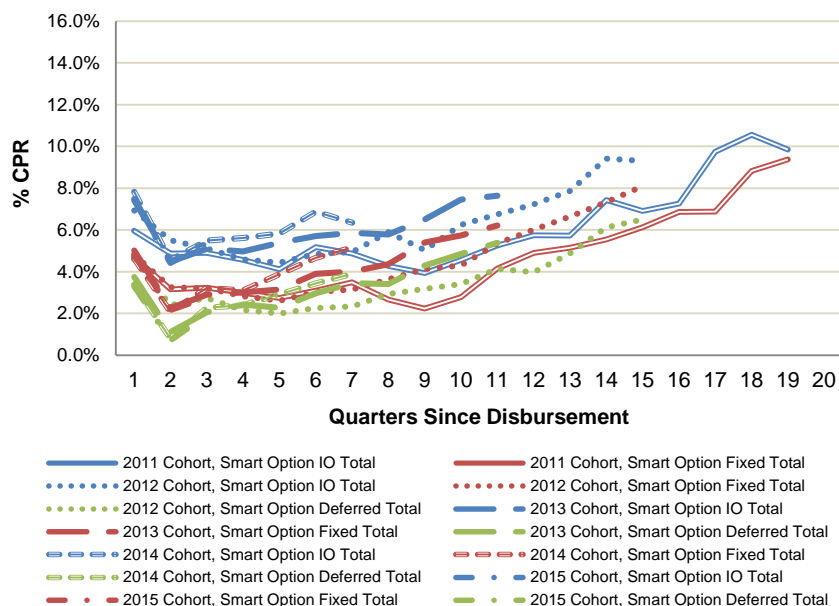 16.0%
14.0%
12.0%
10.0%
8.0%
6.0%
4.0%
2.0%
0.0%
% CPR
1 2 3 4 5 6 7 8 9 10 11 12 13 14 15 16 17 18 19 20
Quarters Since Disbursement
2011 Cohort, Smart Option IO Total
2011 Cohort, Smart Option Fixed Total
2012 Cohort, Smart Option IO Total
2012 Cohort, Smart Option Fixed Total
2012 Cohort, Smart Option Deferred Total
2013 Cohort, Smart Option IO Total
2013 Cohort, Smart Option Fixed Total
2013 Cohort, Smart Option Deferred Total
2014 Cohort, Smart Option IO Total
2014 Cohort, Smart Option Fixed Total
2014 Cohort, Smart Option Deferred Total
2015 Cohort, Smart Option IO Total
2015 Cohort, Smart Option Fixed Total
2015 Cohort, Smart Option Deferred Total